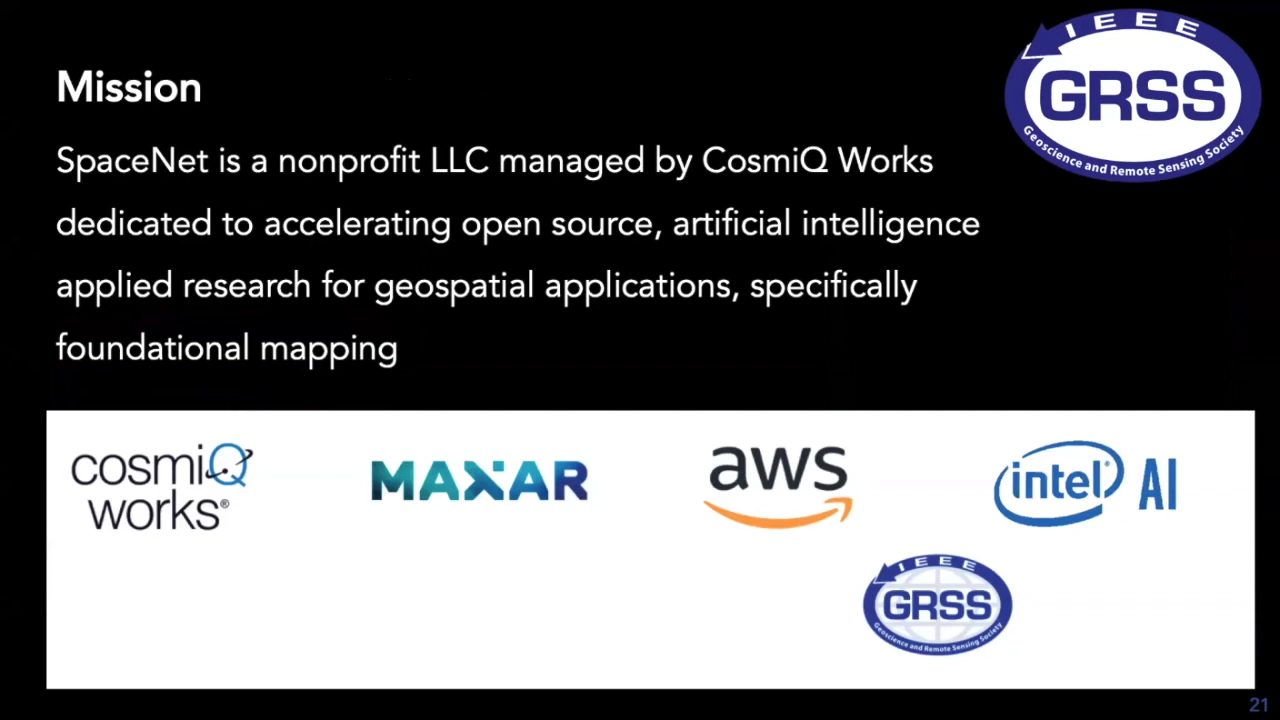 IEEE
GRSS
Geoscience and Remote Sensing Society
Mission
SpaceNet is a nonprofit LLC managed by CosmiQ Works
dedicated to accelerating open source, artificial intelligence
applied research for geospatial applications, specifically
foundational mapping
cosmiQ
works®
MAXAR
aws
intel® AI
IEEE
GRSS
Geoscience and Remote Sensing Society
21